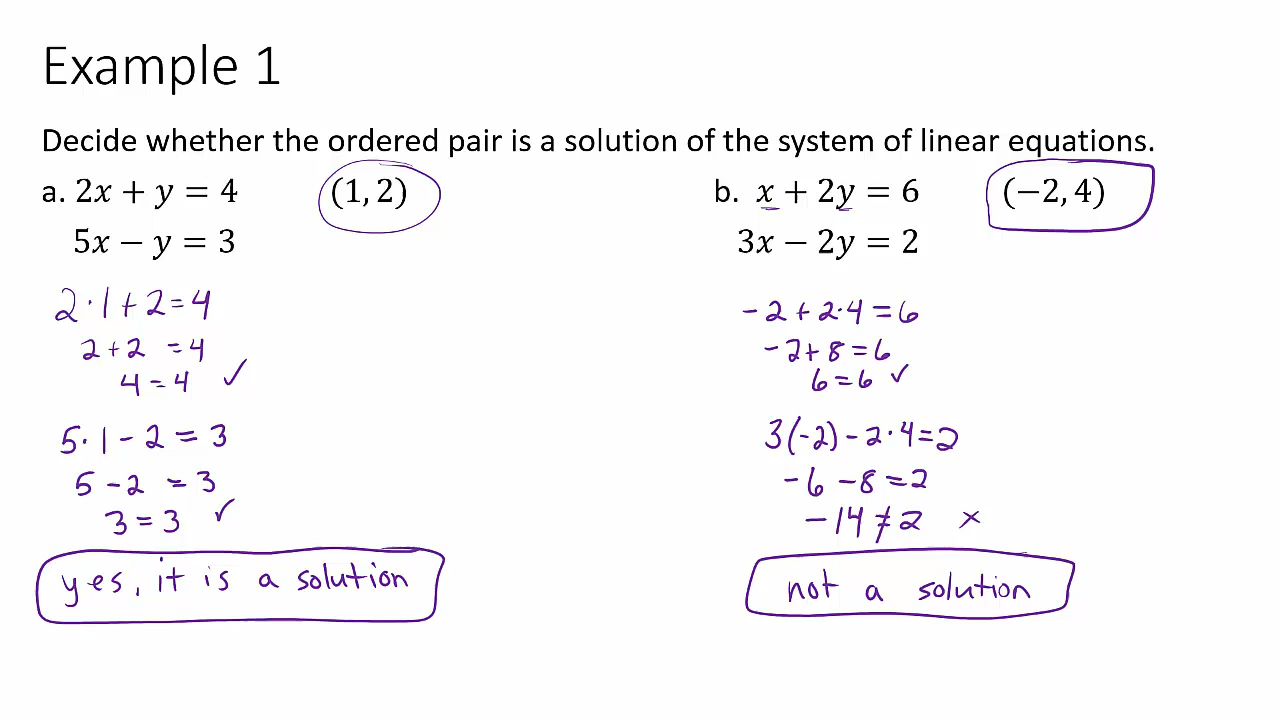 Example 1
Decide whether the ordered pair is a solution of the system of linear equations.
a. 2x + y = 4 (1, 2)
5x − y = 3
2·1 + 2 = 4
2 + 2 = 4
4 = 4 ✓
5·1 − 2 = 3
5 − 2 = 3
3 = 3 ✓
yes, it is a solution
b. x + 2y = 6 (−2, 4)
3x − 2y = 2
−2 + 2·4 = 6
−2 + 8 = 6
6 = 6 ✓
3(−2) − 2·4 = 2
−6 − 8 = 2
−14 ≠ 2 ×
not a solution